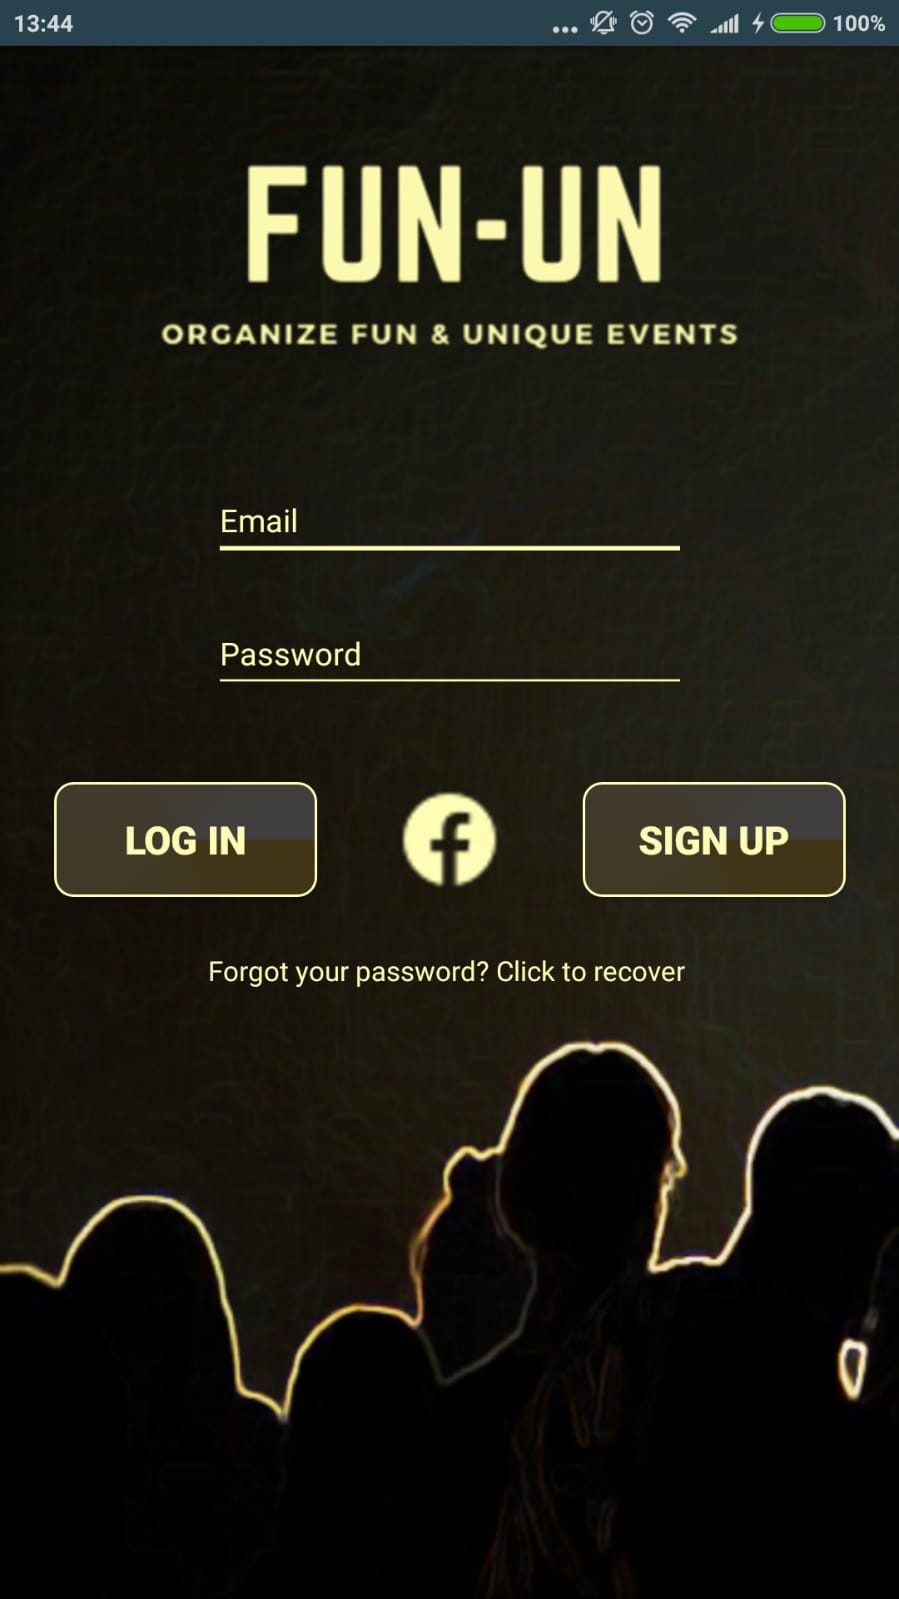 13:44
100%
FUN-UN
ORGANIZE FUN & UNIQUE EVENTS
Email
Password
LOG IN
SIGN UP
Forgot your password? Click to recover